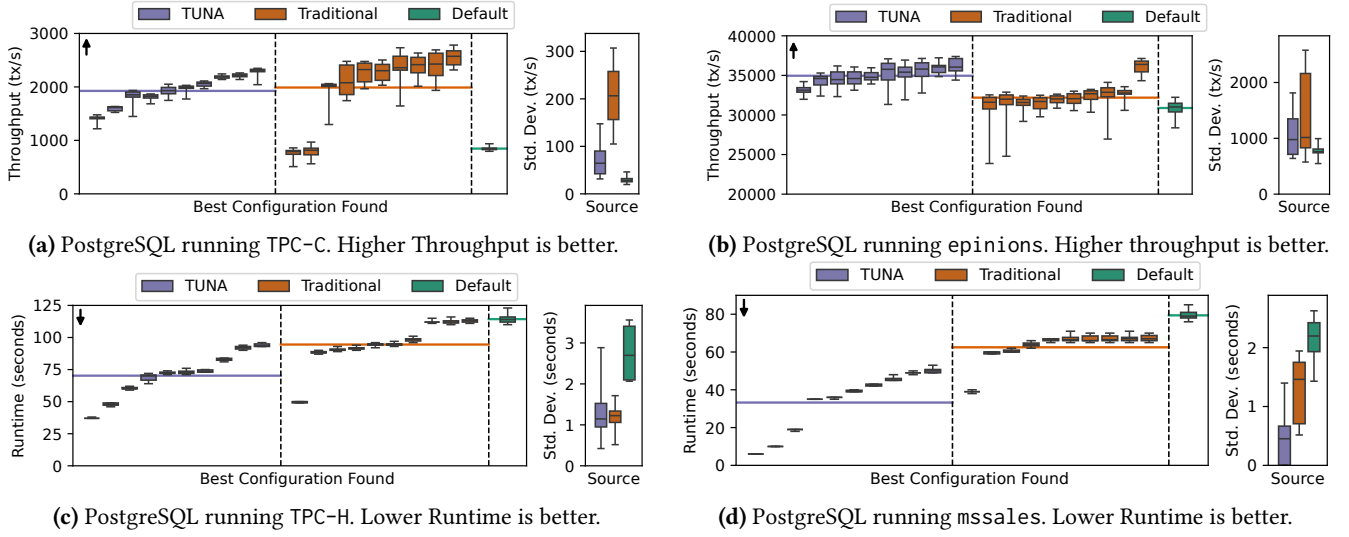 TUNA Traditional Default
Throughput (tx/s)
3000
2000
1000
0
Best Configuration Found
Std. Dev. (tx/s)
300
200
100
0
Source
(a) PostgreSQL running TPC-C. Higher Throughput is better.
TUNA Traditional Default
Throughput (tx/s)
40000
35000
30000
25000
20000
Best Configuration Found
Std. Dev. (tx/s)
2000
1000
0
Source
(b) PostgreSQL running epinions. Higher throughput is better.
TUNA Traditional Default
Runtime (seconds)
125
100
75
50
25
0
Best Configuration Found
Std. Dev. (seconds)
3
2
1
0
Source
(c) PostgreSQL running TPC-H. Lower Runtime is better.
TUNA Traditional Default
Runtime (seconds)
80
60
40
20
0
Best Configuration Found
Std. Dev. (seconds)
2
1
0
Source
(d) PostgreSQL running mssales. Lower Runtime is better.